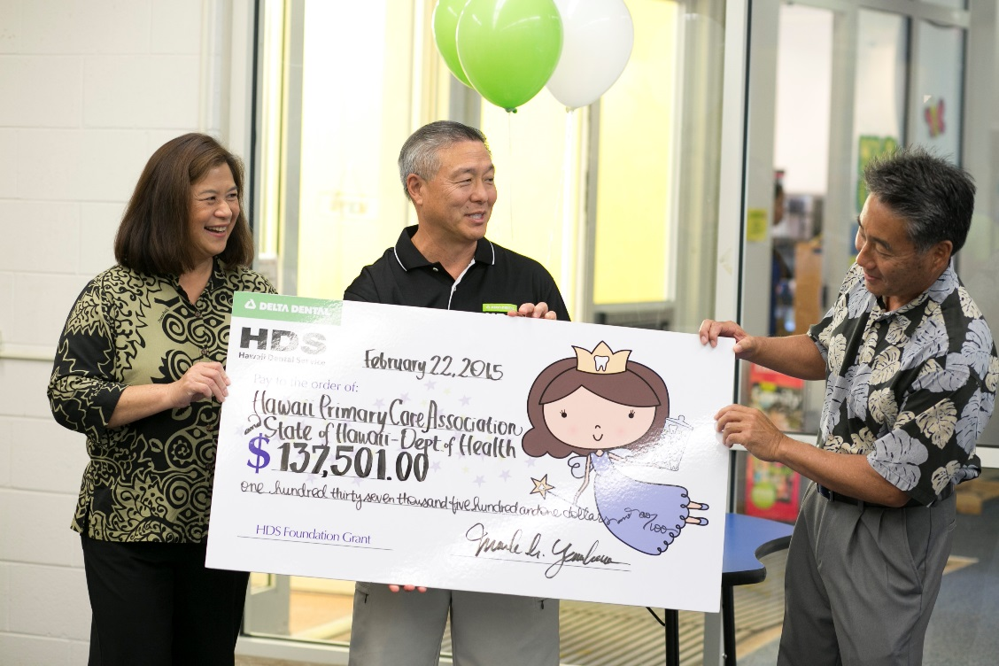 DELTA DENTAL
HDS
Hawaii Dental Service
February 22, 2015
Pay to the order of:
Hawaii Primary Care Association
and State of Hawaii-Dept of Health
$ 137,501.00
one hundred thirty seven thousand five hundred and one dollars and 00/100
HDS Foundation Grant